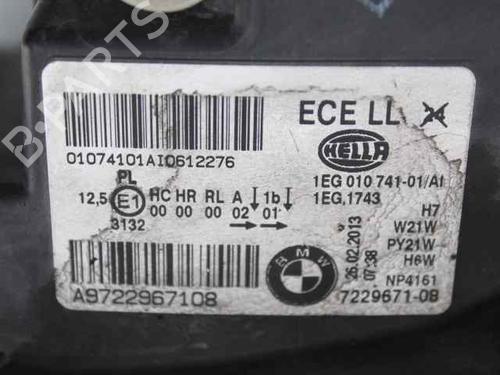 B-PARTS
ECE LL
HELLA
01074101AI0612276
1EG 010 741-01/AI
1EG.1743
PL
12,5 E1 HC HR RL A 1b
00 00 00 02 01
3132
H7
W21W
PY21W
H6W
NP4161
26.02.2013
07:38
BMW
A9722967108
7229671-08